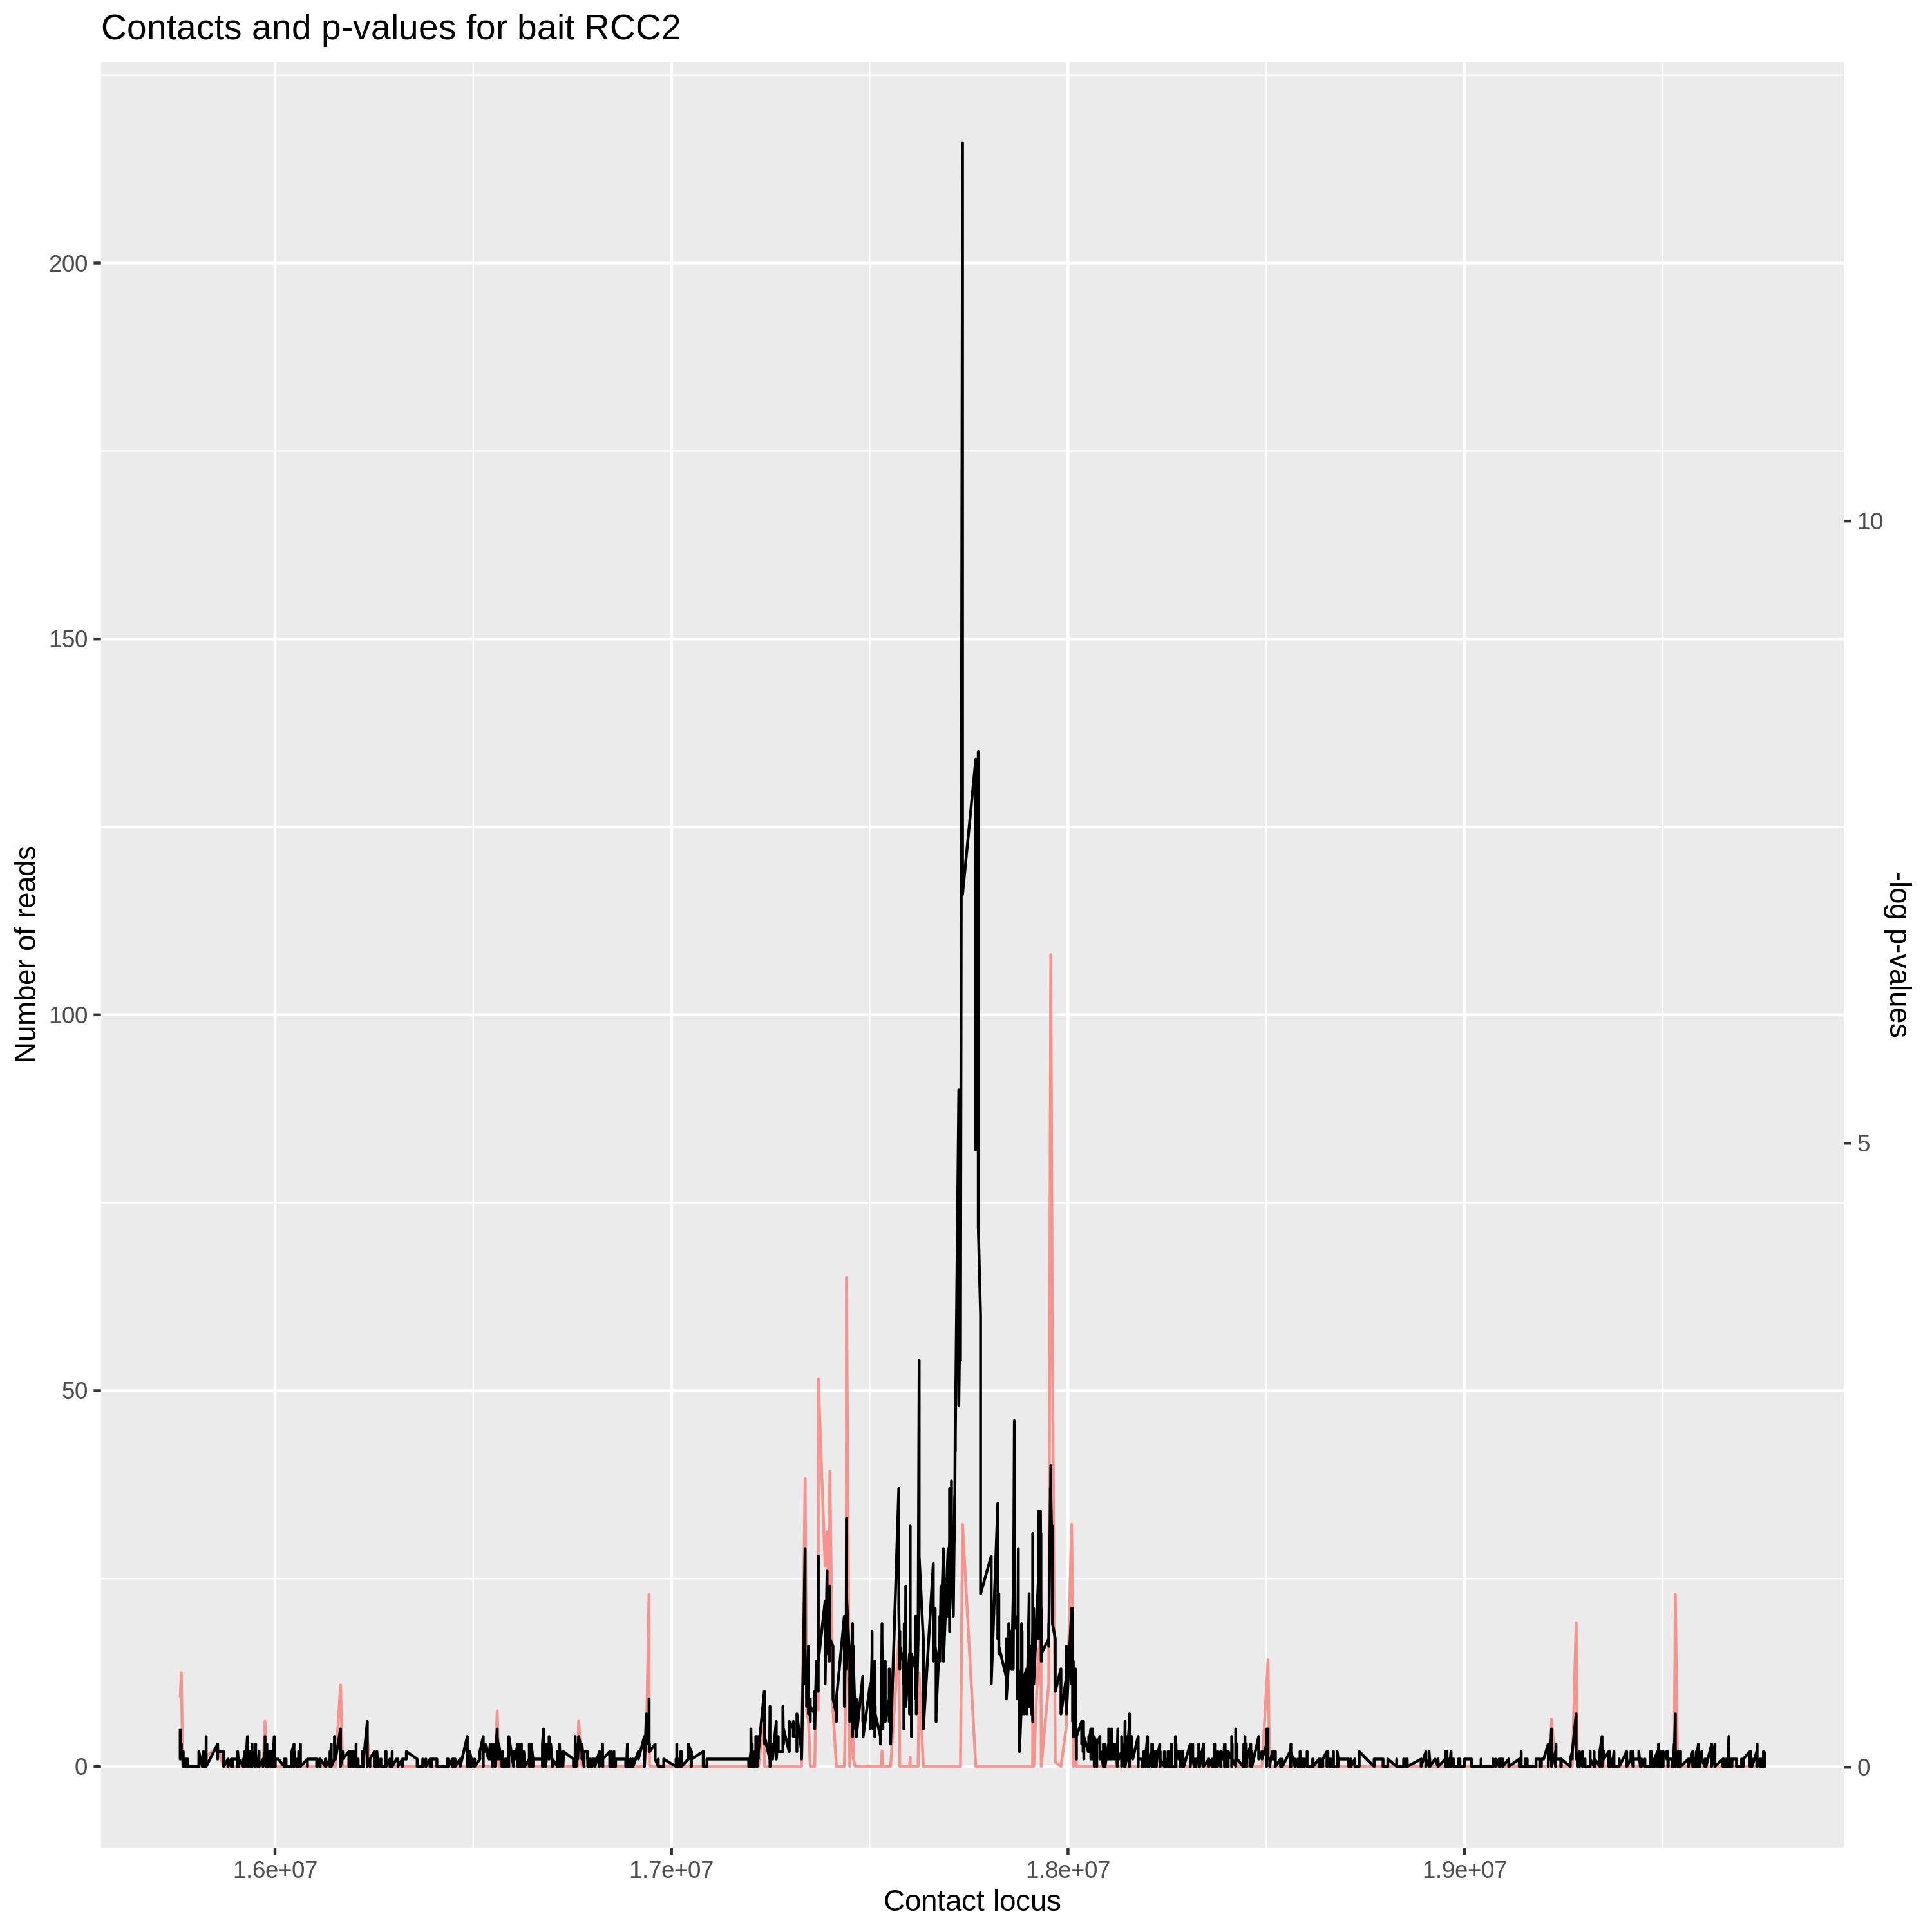 Contacts and p-values for bait RCC2
200
150
100
50
0
Number of reads
10
5
0
-log p-values
1.6e+07
1.7e+07
1.8e+07
1.9e+07
Contact locus